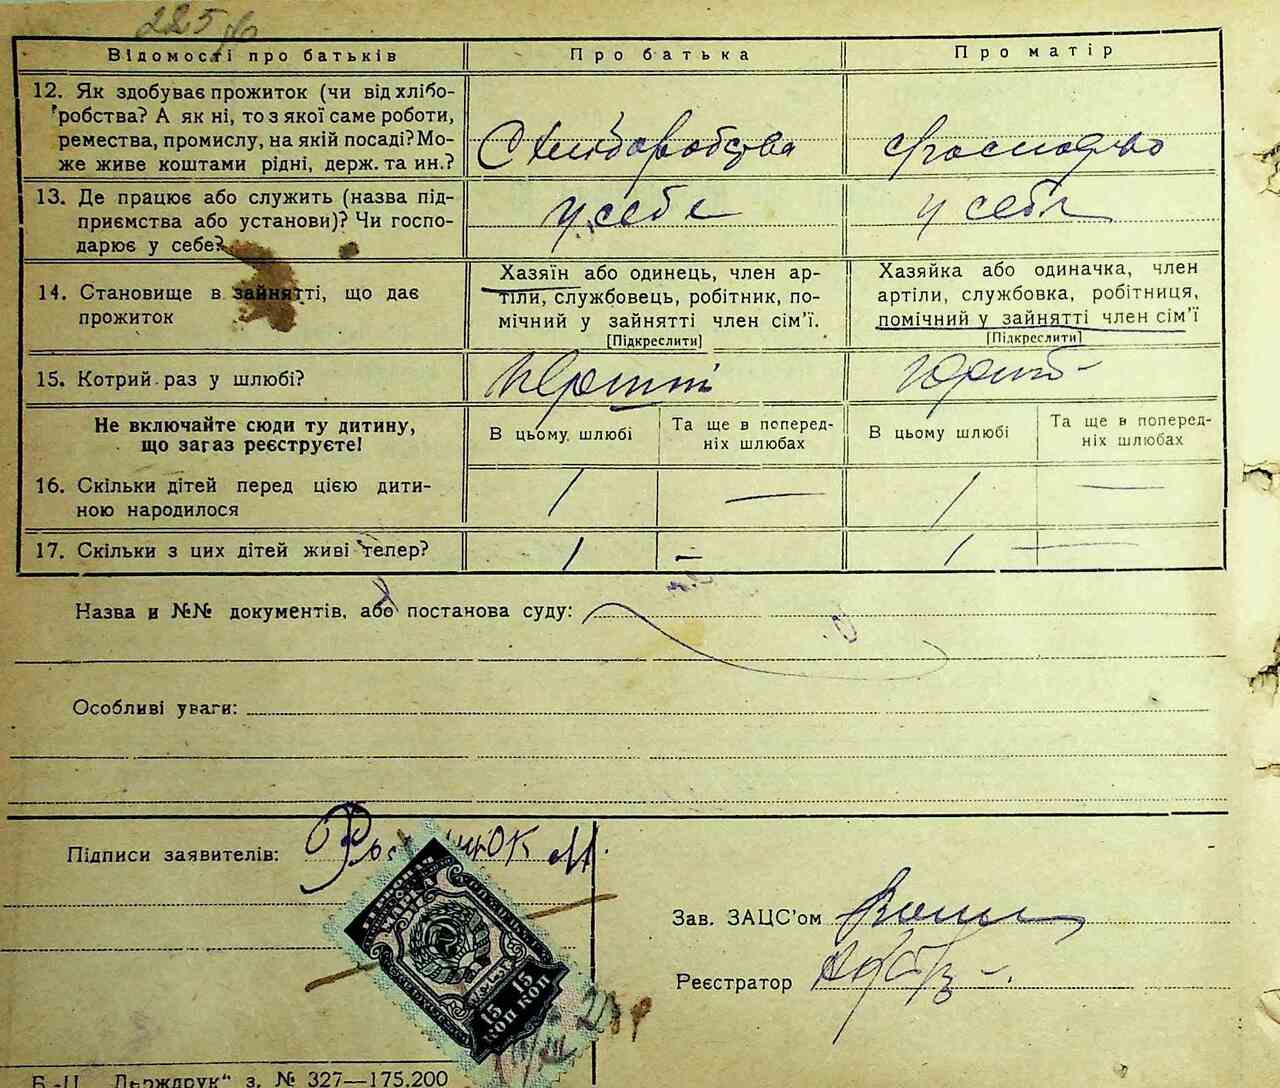 225
Відомості про батьків Про батька Про матір
12. Як здобуває прожиток (чи від хлібо-
робства? А як ні, то з якої саме роботи,
ремества, промислу, на якій посаді? Мо-
же живе коштами рідні, держ. та ин.?
С хліборобства
13. Де працює або служить (назва під-
приємства або установи)? Чи госпо-
дарює у себе?
у себе у себе
14. Становище в зайнятті, що дає
прожиток
Хазяїн або одинець, член ар-
тіли, службовець, робітник, по-
мічний у зайнятті член сім'ї.
[Підкреслити]
Хазяйка або одиначка, член
артіли, службовка, робітниця,
помічний у зайнятті член сім'ї
[Підкреслити]
15. Котрий раз у шлюбі?
Не включайте сюди ту дитину,
що загаз реєструєте!
В цьому шлюбі
Та ще в поперед-
ніх шлюбах
В цьому шлюбі
Та ще в поперед-
ніх шлюбах
16. Скільки дітей перед цією дити-
ною народилося
1 — 1 —
17. Скільки з цих дітей живі тепер?
1 — 1 —
Назва и №№ документів, або постанова суду:
Особливі уваги:
Підписи заявителів: М.
Зав. ЗАЦС'ом
Реєстратор
15 15
КОП КОП
Б.-Ц. „Держдрук“ з. № 327—175.200